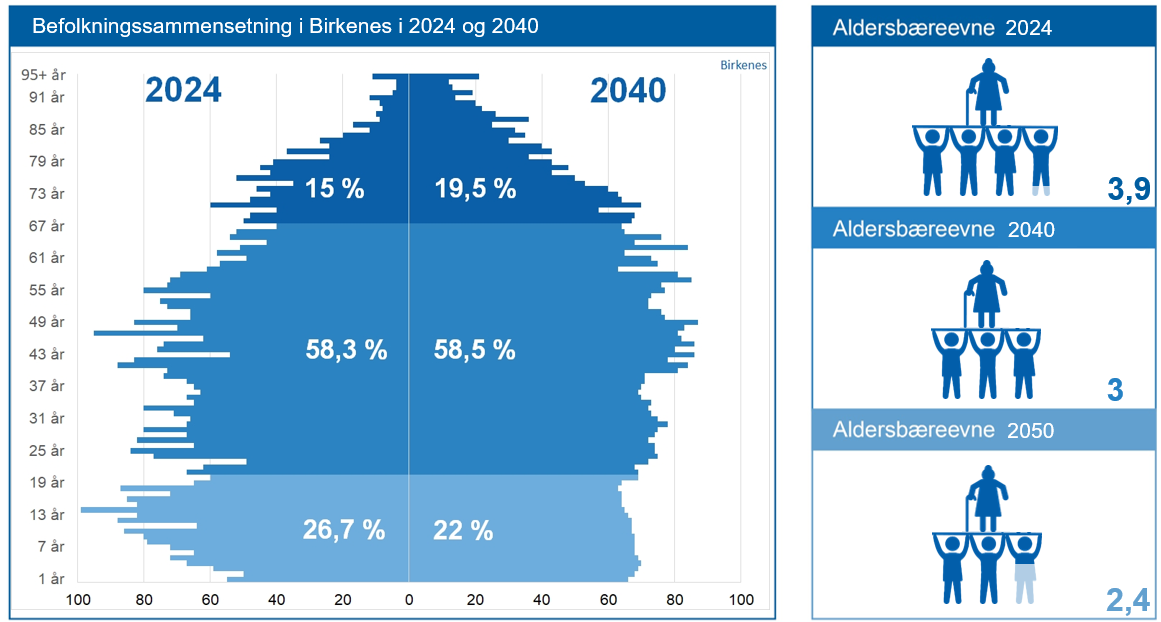 Befolkningssammensetning i Birkenes i 2024 og 2040
Birkenes
2024
2040
95+ år
91 år
85 år
79 år
73 år
67 år
61 år
55 år
49 år
43 år
37 år
31 år
25 år
19 år
13 år
7 år
1 år
15 %
19,5 %
58,3 %
58,5 %
26,7 %
22 %
100 80 60 40 20 0 20 40 60 80 100
Aldersbæreevne 2024
3,9
Aldersbæreevne 2040
3
Aldersbæreevne 2050
2,4